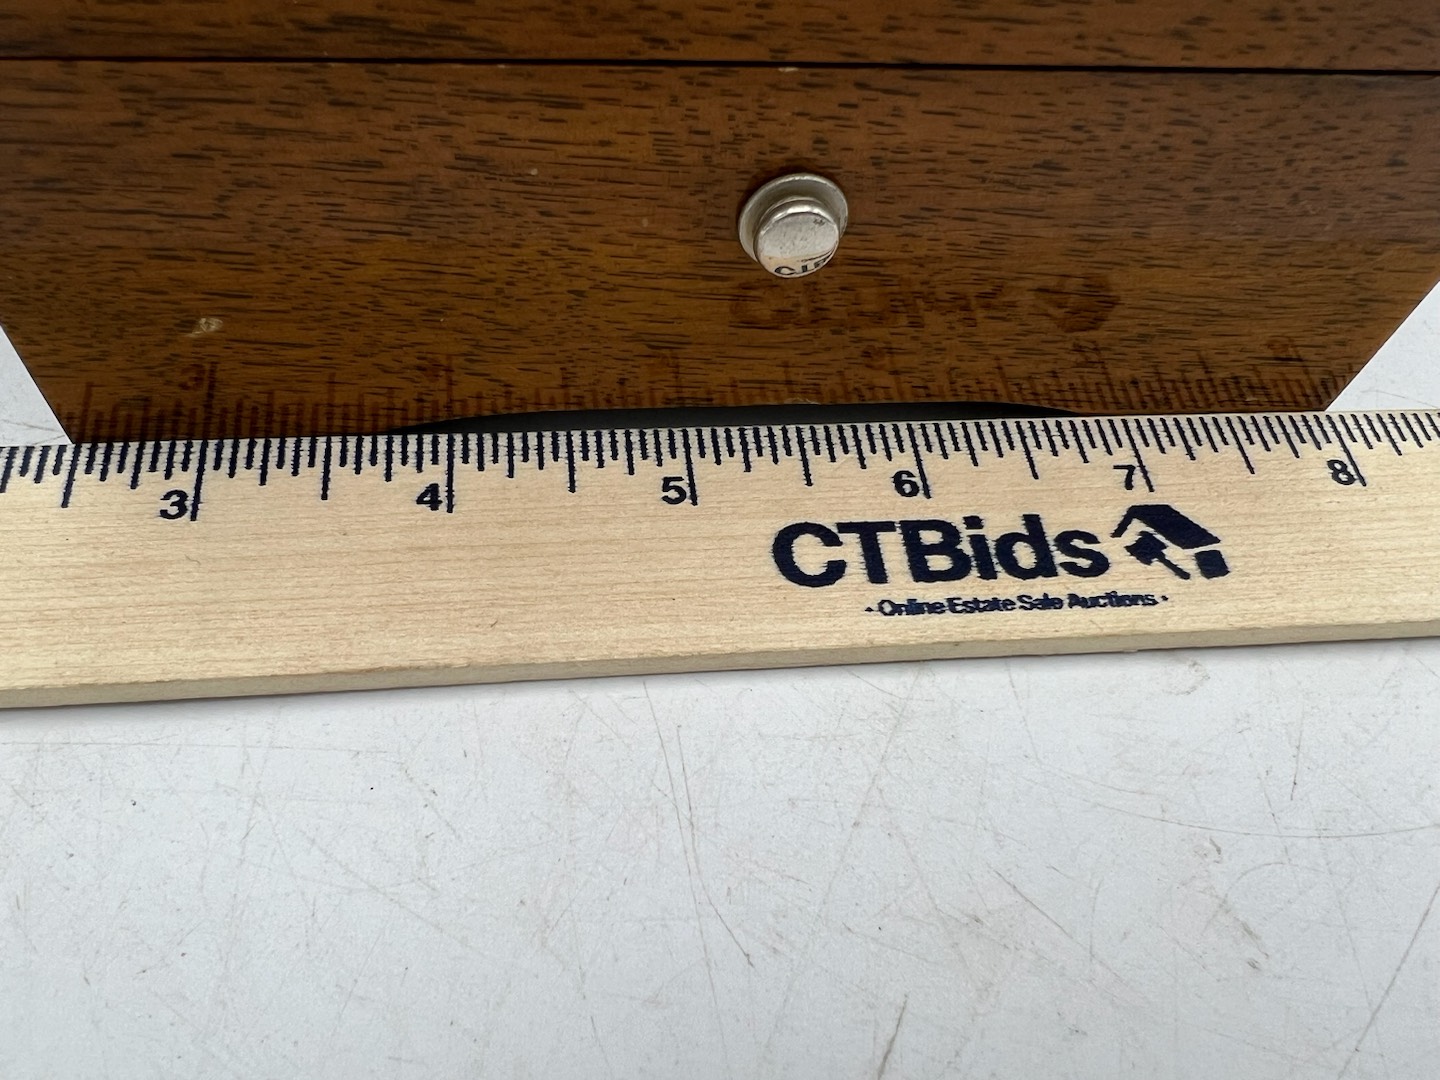 3 4 5 6 7 8
CTBids
· Online Estate Sale Auctions ·